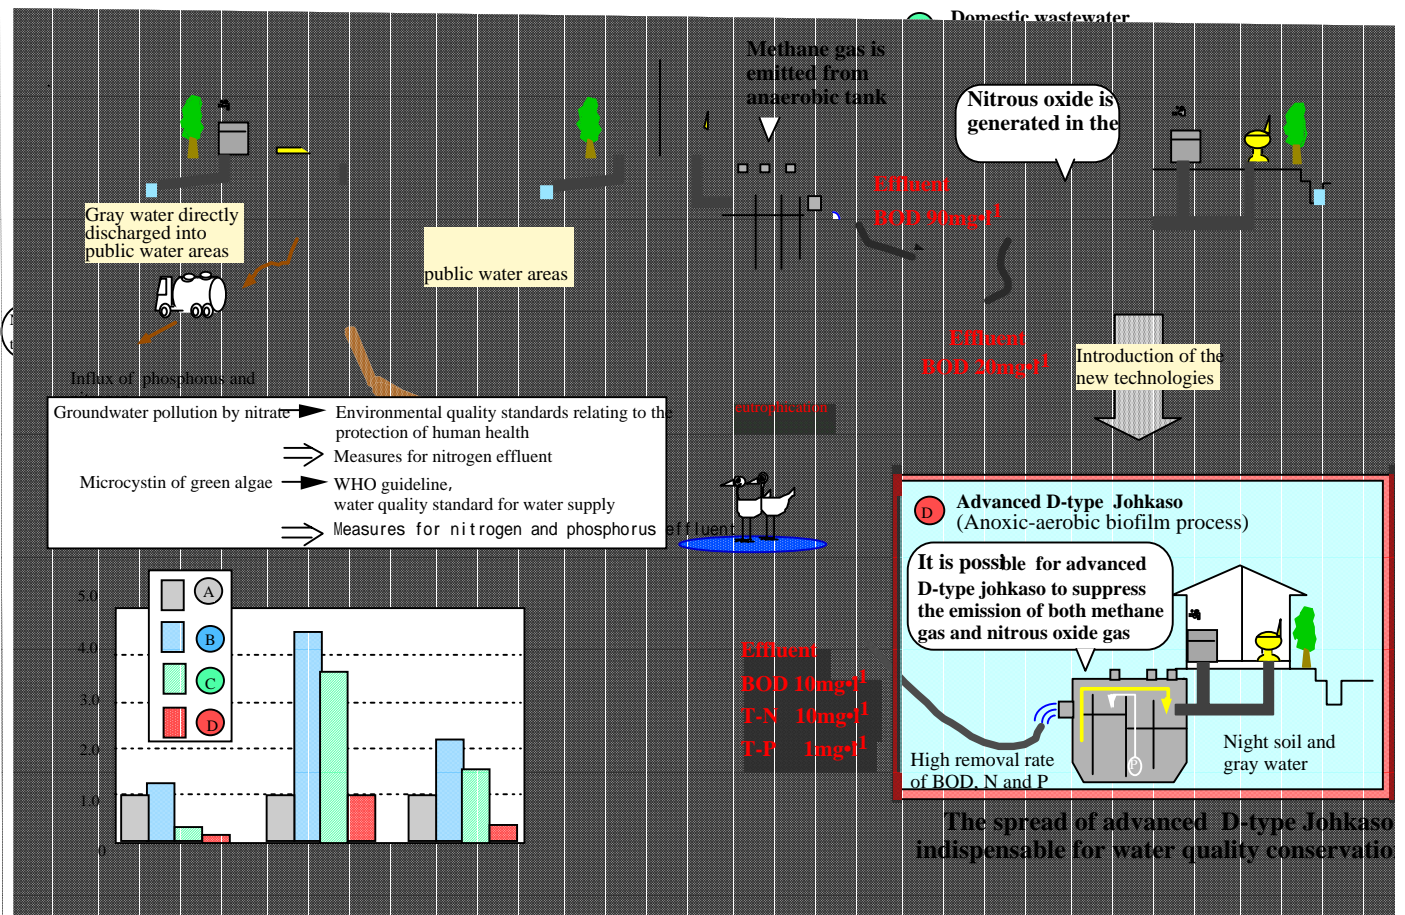 Domestic wastewater
Methane gas is
emitted from
anaerobic tank
Nitrous oxide is
generated in the
Effluent
BOD 90mg•l1
Gray water directly
discharged into
public water areas
public water areas
Effluent
BOD 20mg•l1
Introduction of the
new technologies
Influx of phosphorus and
Groundwater pollution by nitrate
Environmental quality standards relating to the
protection of human health
Measures for nitrogen effluent
Microcystin of green algae
WHO guideline,
water quality standard for water supply
Measures for nitrogen and phosphorus effluent
eutrophication
D
Advanced D-type Johkaso
(Anoxic-aerobic biofilm process)
It is possible for advanced
D-type johkaso to suppress
the emission of both methane
gas and nitrous oxide gas
P
High removal rate
of BOD, N and P
Night soil and
gray water
Effluent
BOD 10mg•l1
T-N 10mg•l1
T-P 1mg•l1
A
B
C
D
5.0
4.0
3.0
2.0
1.0
0
The spread of advanced D-type Johkaso
indispensable for water quality